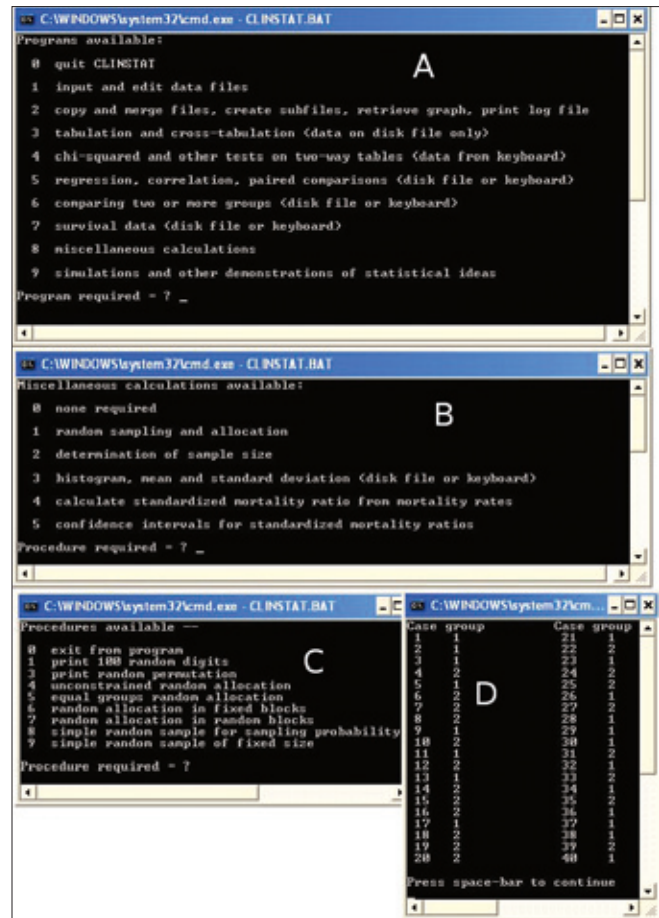 C:\WINDOWS\system32\cmd.exe - CLINSTAT.BAT
Programs available:
A
0 quit CLINSTAT
1 input and edit data files
2 copy and merge files, create subfiles, retrieve graph, print log file
3 tabulation and cross-tabulation (data on disk file only)
4 chi-squared and other tests on two-way tables (data from keyboard)
5 regression, correlation, paired comparisons (disk file or keyboard)
6 comparing two or more groups (disk file or keyboard)
7 survival data (disk file or keyboard)
8 miscellaneous calculations
9 simulations and other demonstrations of statistical ideas
Program required = ? _
C:\WINDOWS\system32\cmd.exe - CLINSTAT.BAT
Miscellaneous calculations available:
B
0 none required
1 random sampling and allocation
2 determination of sample size
3 histogram, mean and standard deviation (disk file or keyboard)
4 calculate standardized mortality ratio from mortality rates
5 confidence intervals for standardized mortality ratios
Procedure required = ? _
C:\WINDOWS\system32\cmd.exe - CLINSTAT.BAT
Procedures available --
C
0 exit from program
1 print 100 random digits
3 print random permutation
4 unconstrained random allocation
5 equal groups random allocation
6 random allocation in fixed blocks
7 random allocation in random blocks
8 simple random sample for sampling probability
9 simple random sample of fixed size
Procedure required = ?
C:\WINDOWS\system32\cm...
Case group Case group
D
1 1 21 1
2 1 22 2
3 1 23 1
4 2 24 2
5 1 25 2
6 2 26 1
7 2 27 2
8 2 28 1
9 1 29 1
10 2 30 1
11 1 31 2
12 2 32 1
13 1 33 2
14 2 34 1
15 2 35 2
16 2 36 1
17 1 37 1
18 2 38 1
19 2 39 2
20 2 40 1
Press space-bar to continue